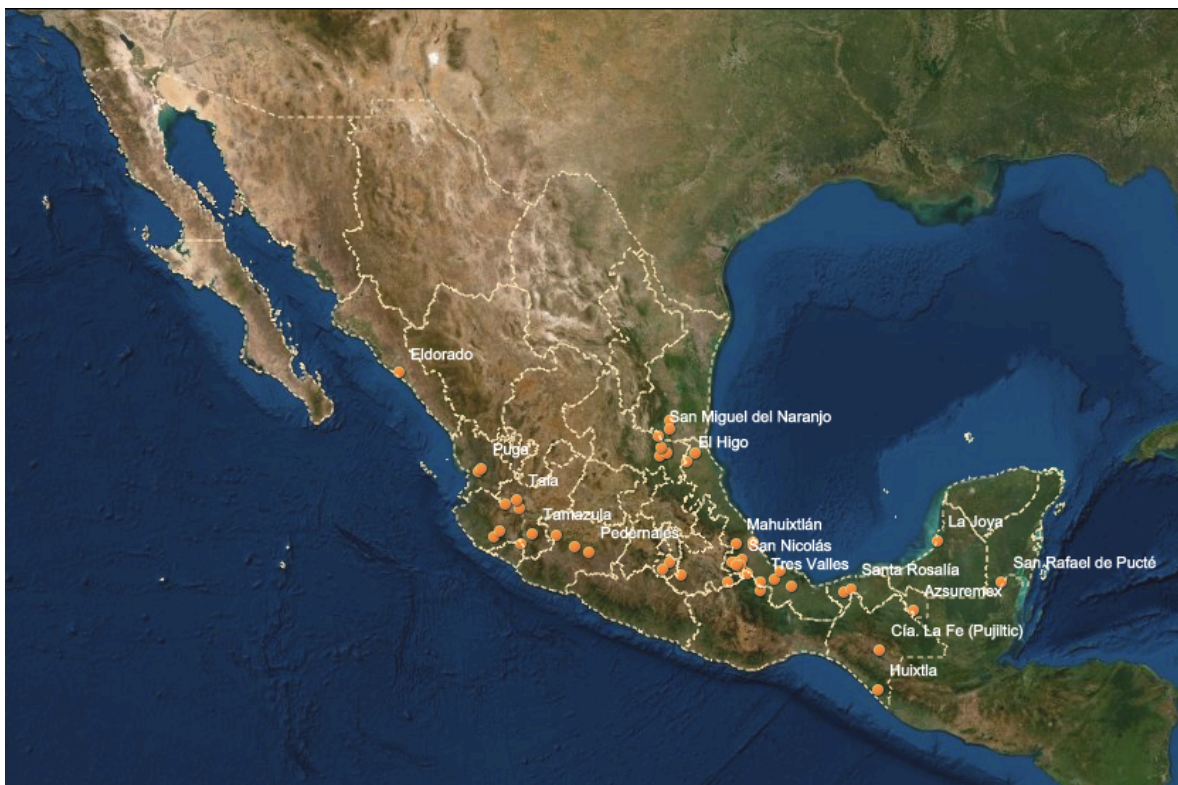 Eldorado
San Miguel del Naranjo
El Higo
Puga
Tala
Tamazula
Pedernales
Mahuixtlán
San Nicolás
Tres Valles
La Joya
San Rafael de Pucté
Santa Rosalía
Azsuremex
Cía. La Fe (Pujiltic)
Huixtla